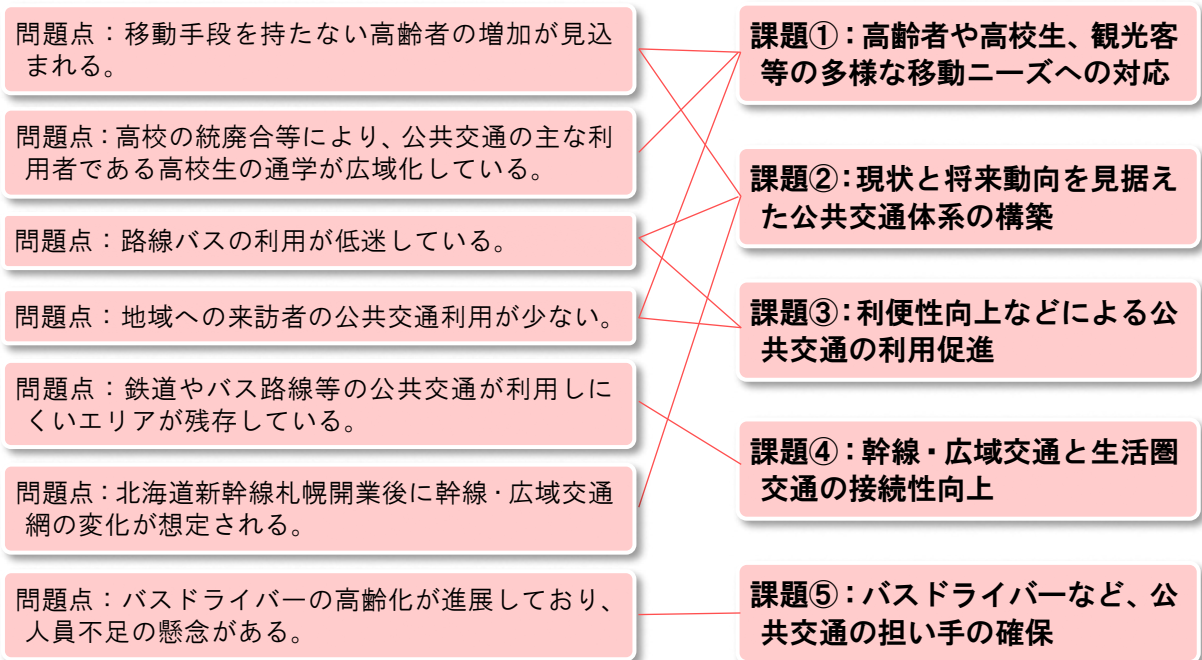 問題点：移動手段を持たない高齢者の増加が見込
まれる。
問題点：高校の統廃合等により、公共交通の主な利
用者である高校生の通学が広域化している。
問題点：路線バスの利用が低迷している。
問題点：地域への来訪者の公共交通利用が少ない。
問題点：鉄道やバス路線等の公共交通が利用しに
くいエリアが残存している。
問題点：北海道新幹線札幌開業後に幹線・広域交通
網の変化が想定される。
問題点：バスドライバーの高齢化が進展しており、
人員不足の懸念がある。
課題①：高齢者や高校生、観光客
等の多様な移動ニーズへの対応
課題②：現状と将来動向を見据え
た公共交通体系の構築
課題③：利便性向上などによる公
共交通の利用促進
課題④：幹線・広域交通と生活圏
交通の接続性向上
課題⑤：バスドライバーなど、公
共交通の担い手の確保